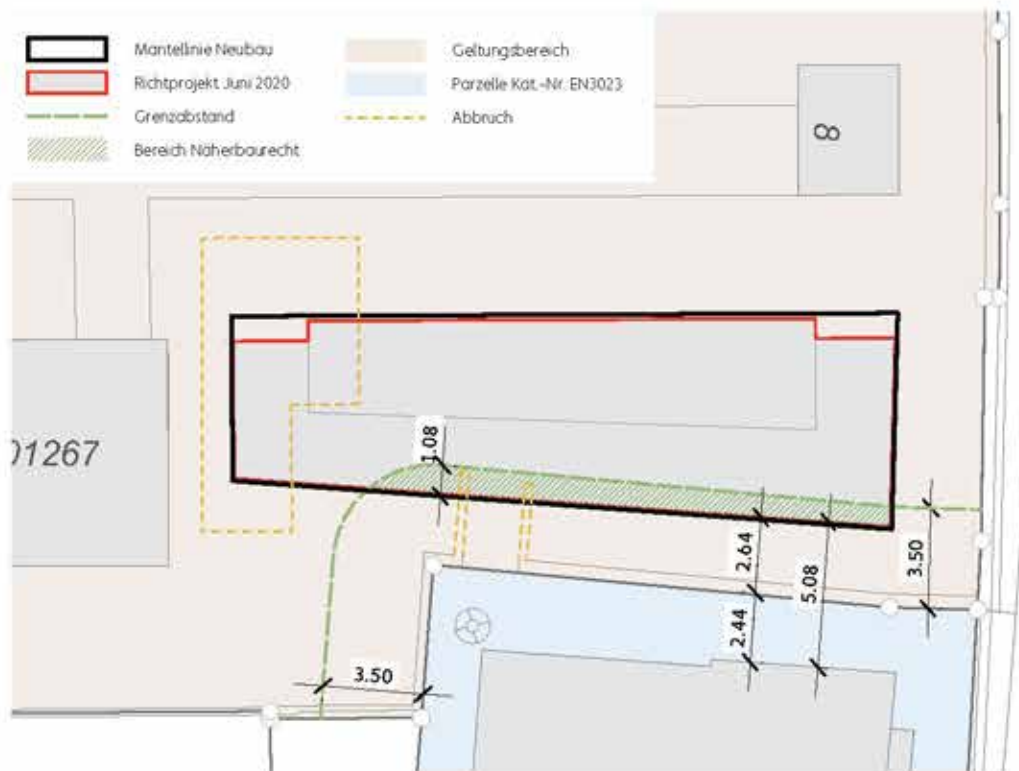 Mantellinie Neubau
Richtprojekt Juni 2020
Grenzabstand
Bereich Näherbaurecht
Geltungsbereich
Parzelle Kat.-Nr. EN3023
Abbruch
8
01267
1.08
2.64
5.08
3.50
2.44
3.50